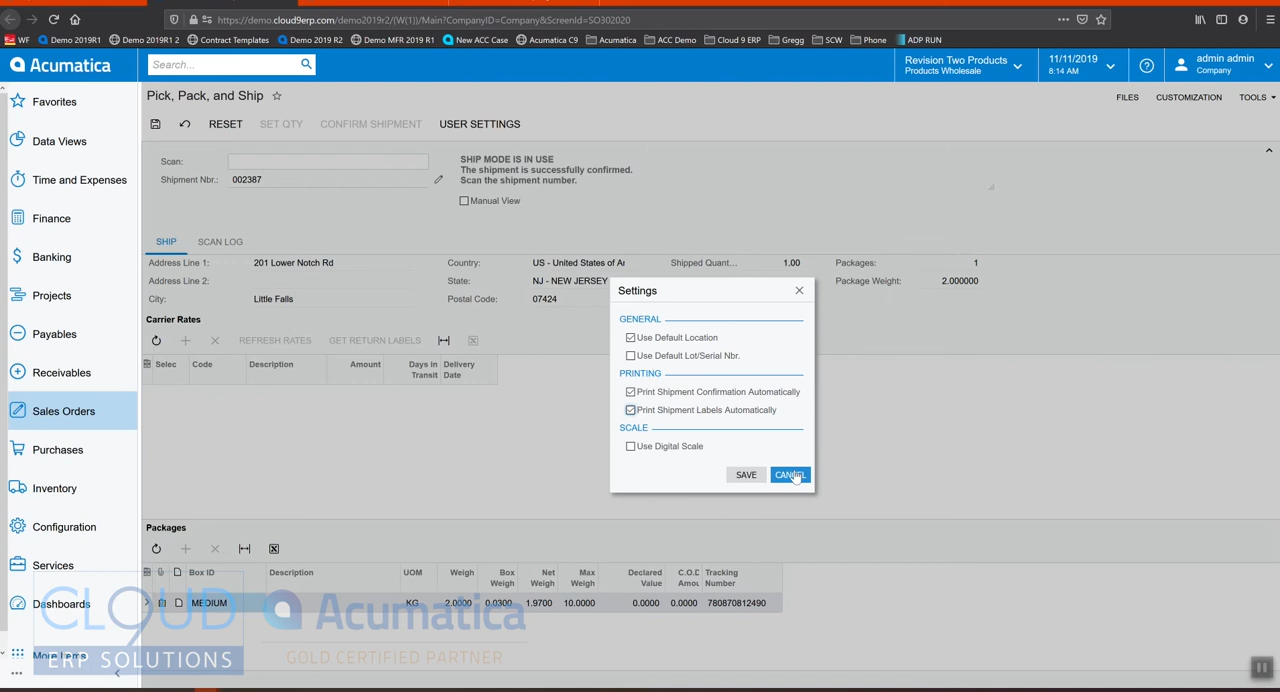 https://demo.cloud9erp.com/demo2019r2/(W(1))/Main?CompanyID=Company&ScreenId=SO302020
WF Demo 2019R1 Demo 2019R1 2 Contract Templates Demo 2019 R2 Demo MFR 2019 R1 New ACC Case Acumatica C9 Acumatica ACC Demo Cloud 9 ERP Gregg SCW Phone ADP RUN
Acumatica
Search...
Revision Two Products
Products Wholesale
11/11/2019
8:14 AM
admin admin
Company
Favorites
Data Views
Time and Expenses
Finance
Banking
Projects
Payables
Receivables
Sales Orders
Purchases
Inventory
Configuration
Services
Dashboards
More Items
Pick, Pack, and Ship
FILES CUSTOMIZATION TOOLS
RESET SET QTY CONFIRM SHIPMENT USER SETTINGS
Scan:
Shipment Nbr.: 002387
SHIP MODE IS IN USE
The shipment is successfully confirmed.
Scan the shipment number.
Manual View
SHIP SCAN LOG
Address Line 1: 201 Lower Notch Rd Country: US - United States of Ar Shipped Quant... 1.00 Packages: 1
Address Line 2: State: NJ - NEW JERSEY Package Weight: 2.000000
City: Little Falls Postal Code: 07424
Carrier Rates
REFRESH RATES GET RETURN LABELS
Selec Code Description Amount Days in Transit Delivery Date
Settings
GENERAL
Use Default Location
Use Default Lot/Serial Nbr.
PRINTING
Print Shipment Confirmation Automatically
Print Shipment Labels Automatically
SCALE
Use Digital Scale
SAVE CANCEL
Packages
Box ID Description UOM Weigh Box Weigh Net Weigh Max Weigh Declared Value C.O.D Amou Tracking Number
MEDIUM KG 2.0000 0.0300 1.9700 10.0000 0.0000 0.0000 780870812490
CLOUD 9
ERP SOLUTIONS
Acumatica
GOLD CERTIFIED PARTNER